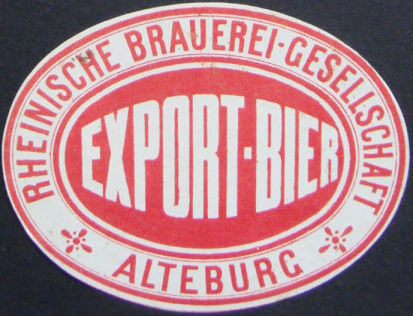 RHEINISCHE BRAUEREI-GESELLSCHAFT
EXPORT-BIER
ALTEBURG